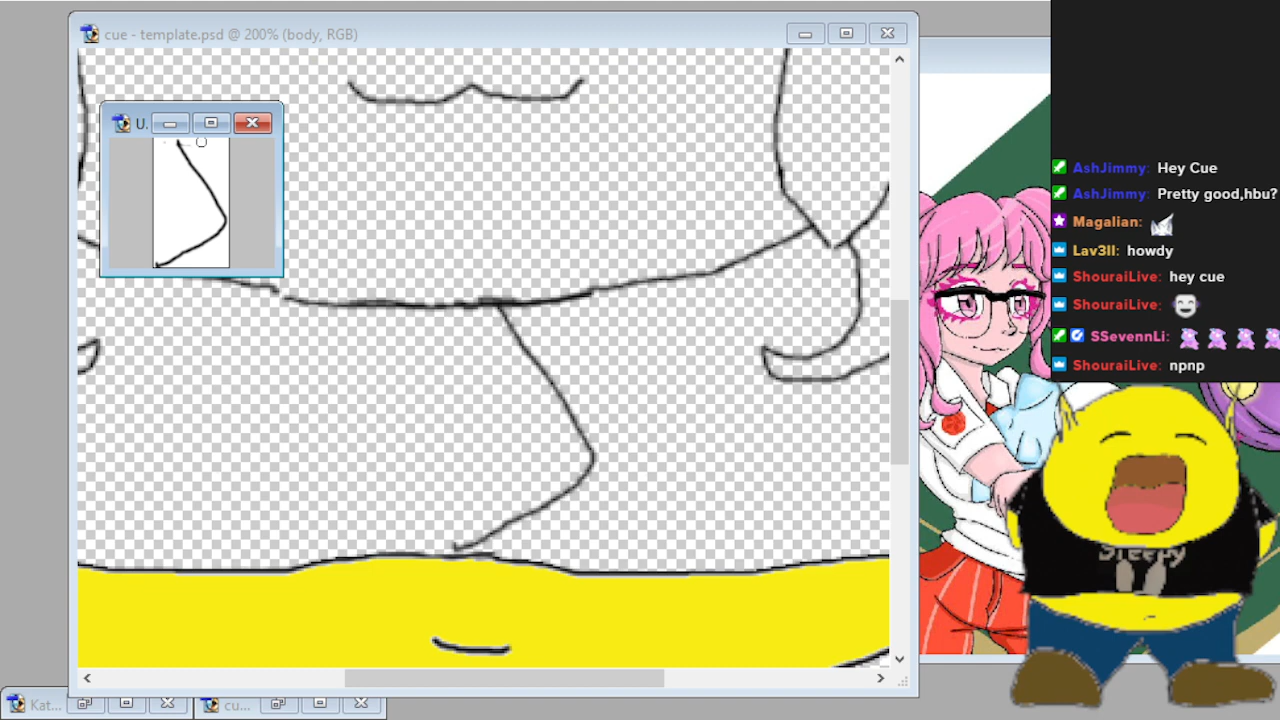 cue - template.psd @ 200% (body, RGB)
U.
AshJimmy: Hey Cue
AshJimmy: Pretty good,hbu?
Magalian:
Lav3ll: howdy
ShouraiLive: hey cue
ShouraiLive:
SSevennLi:
ShouraiLive: npnp
Sleepy
Kat...
cu...